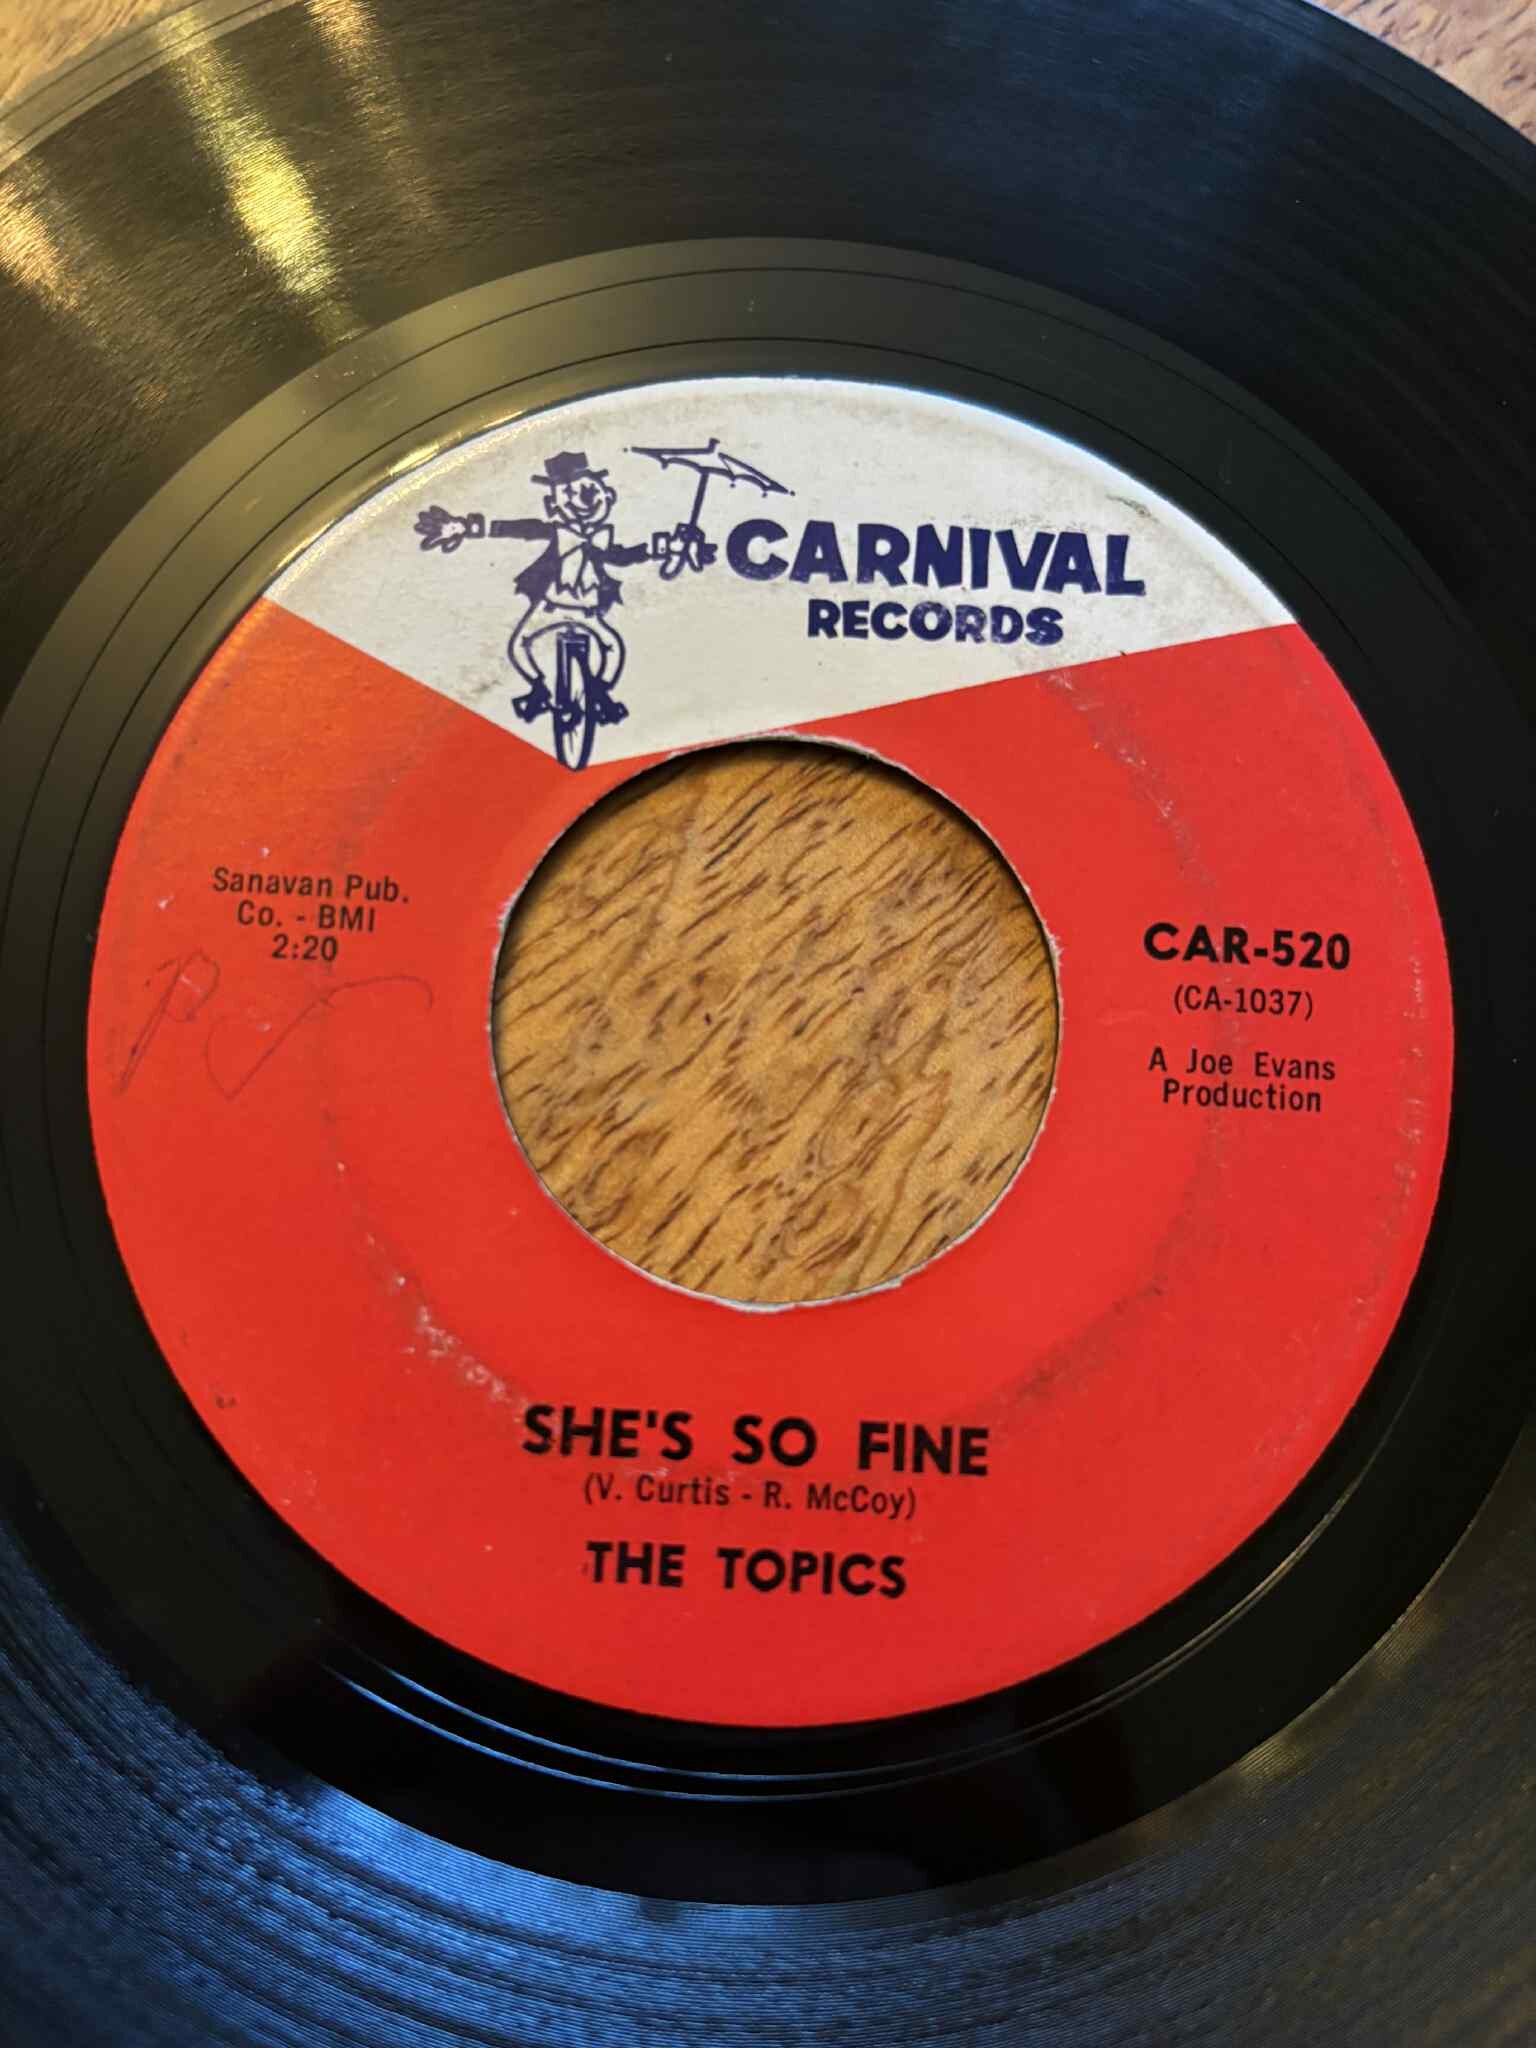 CARNIVAL
RECORDS
Sanavan Pub.
Co. - BMI
2:20
CAR-520
(CA-1037)
A Joe Evans
Production
SHE'S SO FINE
(V. Curtis - R. McCoy)
THE TOPICS